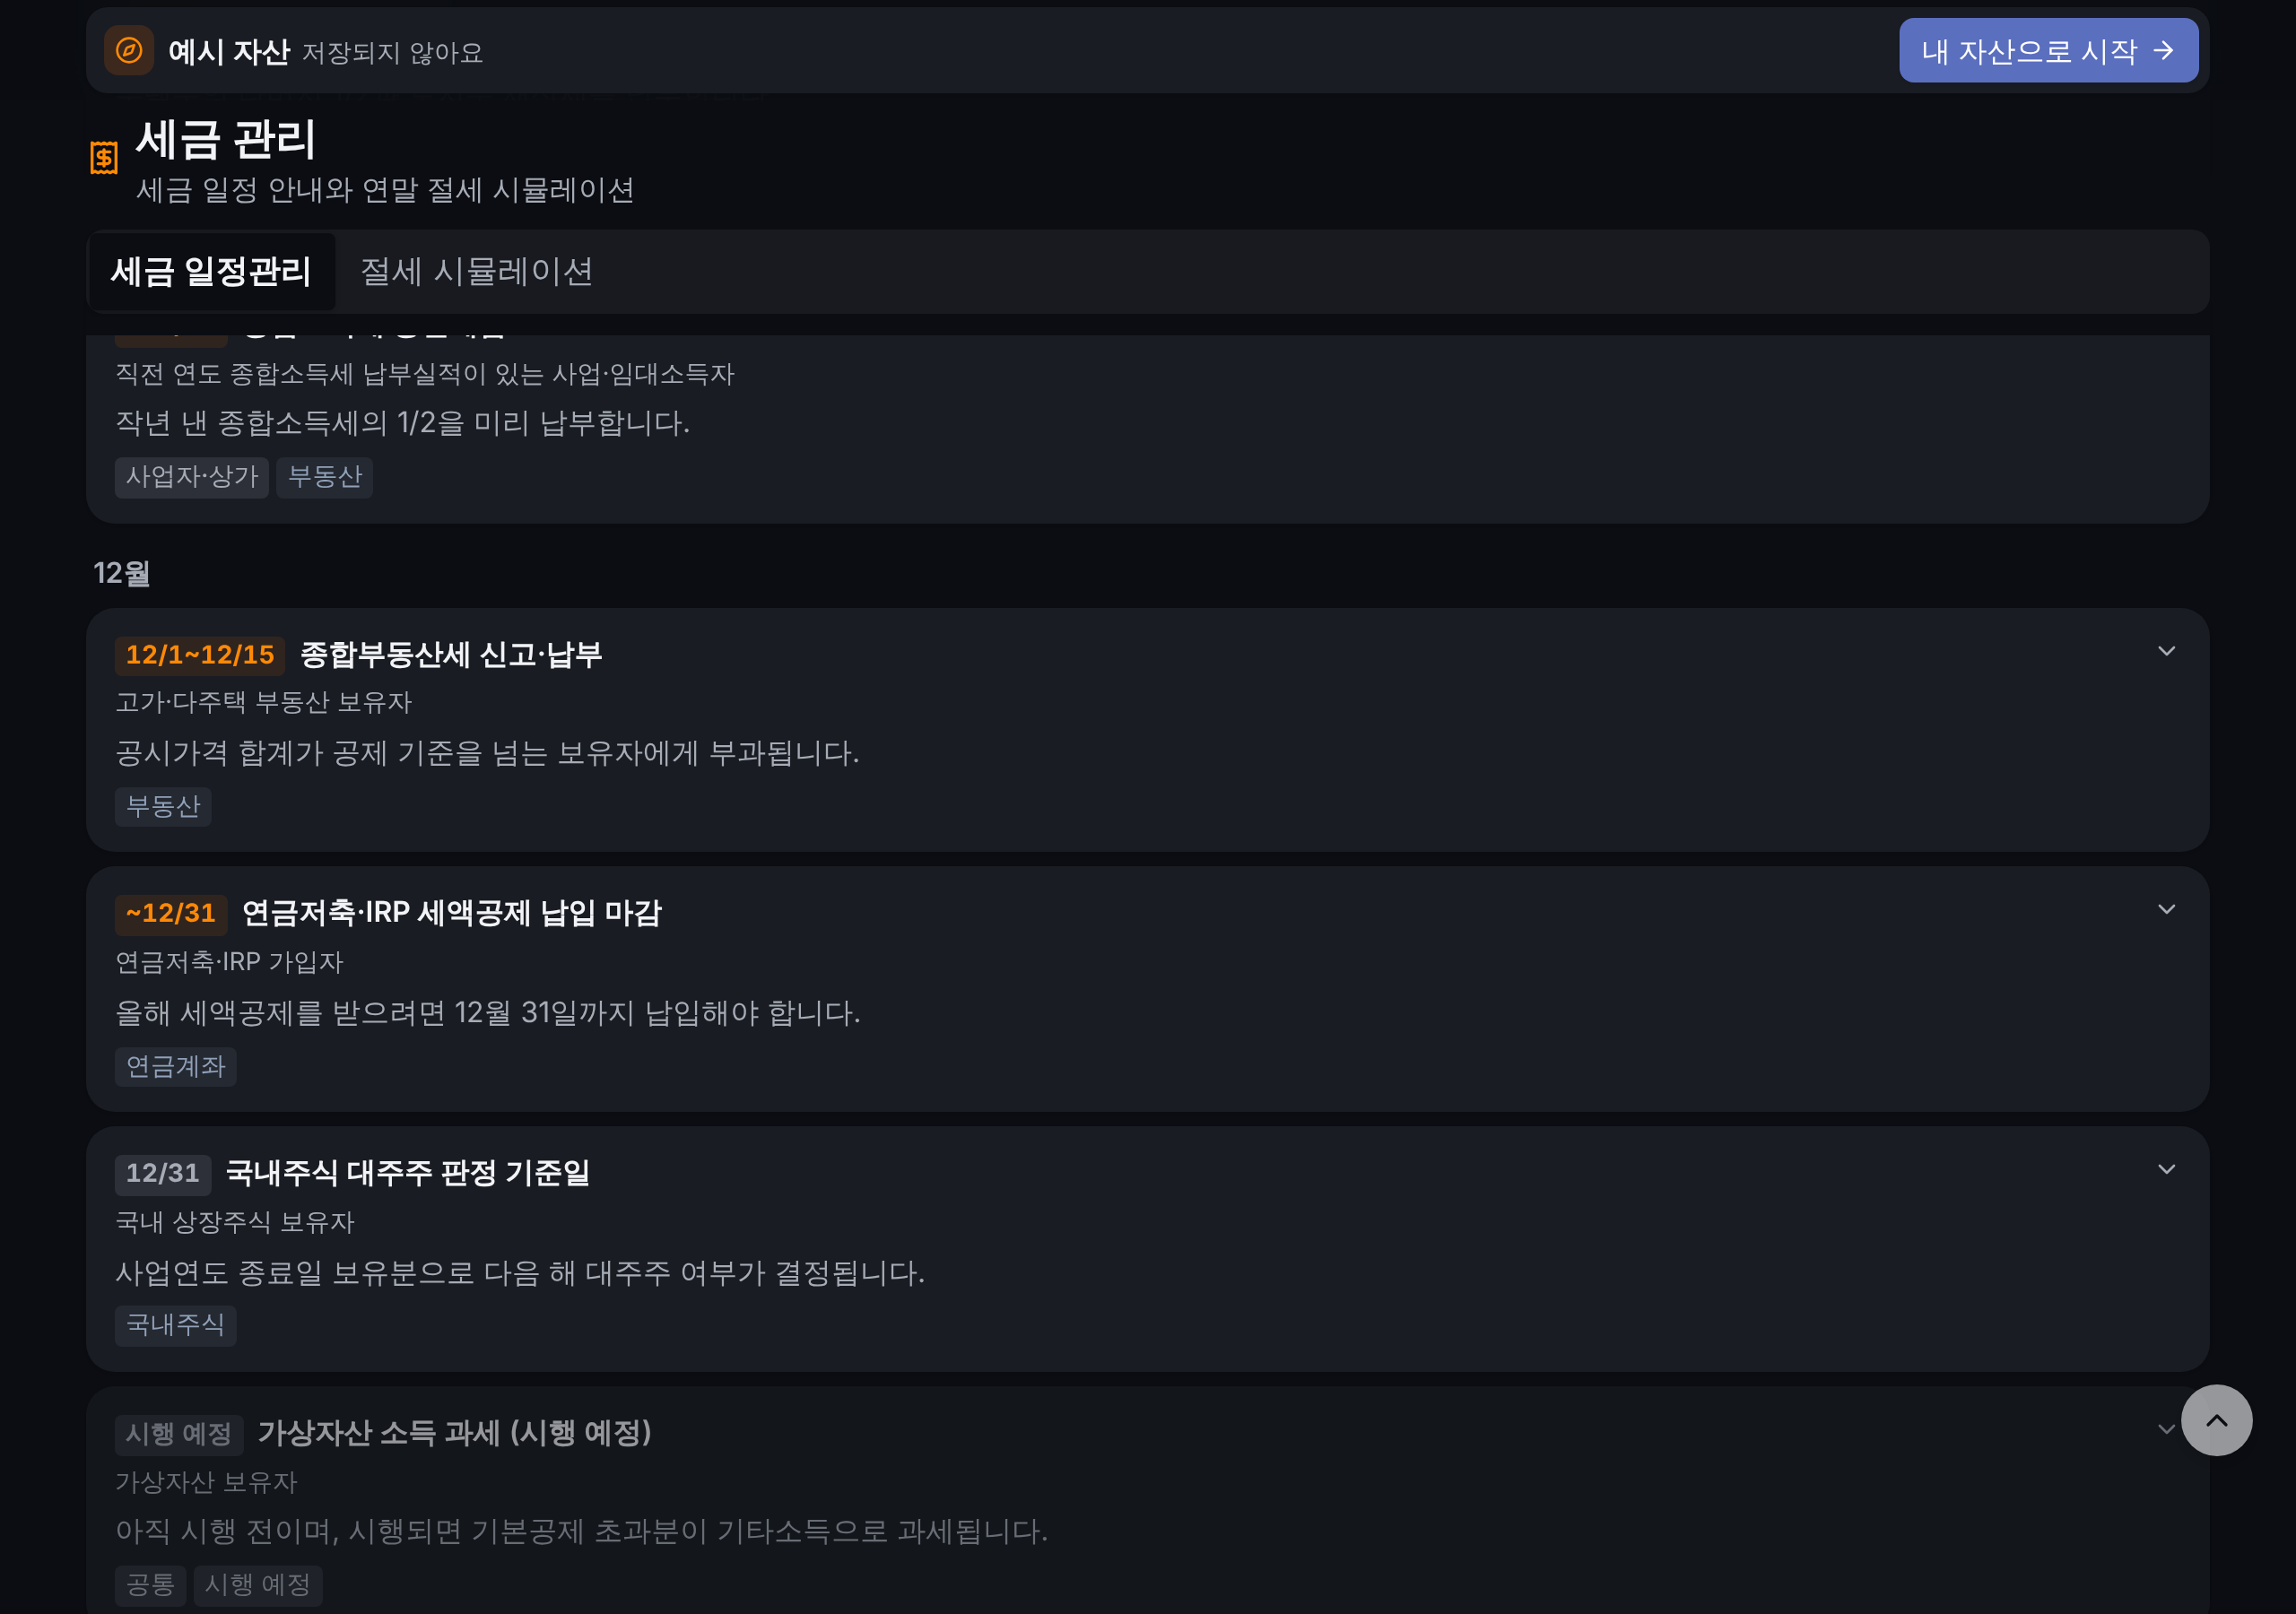 예시 자산 저장되지 않아요
내 자산으로 시작 →
세금 관리
세금 일정 안내와 연말 절세 시뮬레이션
세금 일정관리 절세 시뮬레이션
직전 연도 종합소득세 납부실적이 있는 사업·임대소득자
작년 낸 종합소득세의 1/2을 미리 납부합니다.
사업자·상가 부동산
12월
12/1~12/15 종합부동산세 신고·납부
고가·다주택 부동산 보유자
공시가격 합계가 공제 기준을 넘는 보유자에게 부과됩니다.
부동산
~12/31 연금저축·IRP 세액공제 납입 마감
연금저축·IRP 가입자
올해 세액공제를 받으려면 12월 31일까지 납입해야 합니다.
연금계좌
12/31 국내주식 대주주 판정 기준일
국내 상장주식 보유자
사업연도 종료일 보유분으로 다음 해 대주주 여부가 결정됩니다.
국내주식
시행 예정 가상자산 소득 과세 (시행 예정)
가상자산 보유자
아직 시행 전이며, 시행되면 기본공제 초과분이 기타소득으로 과세됩니다.
공통 시행 예정